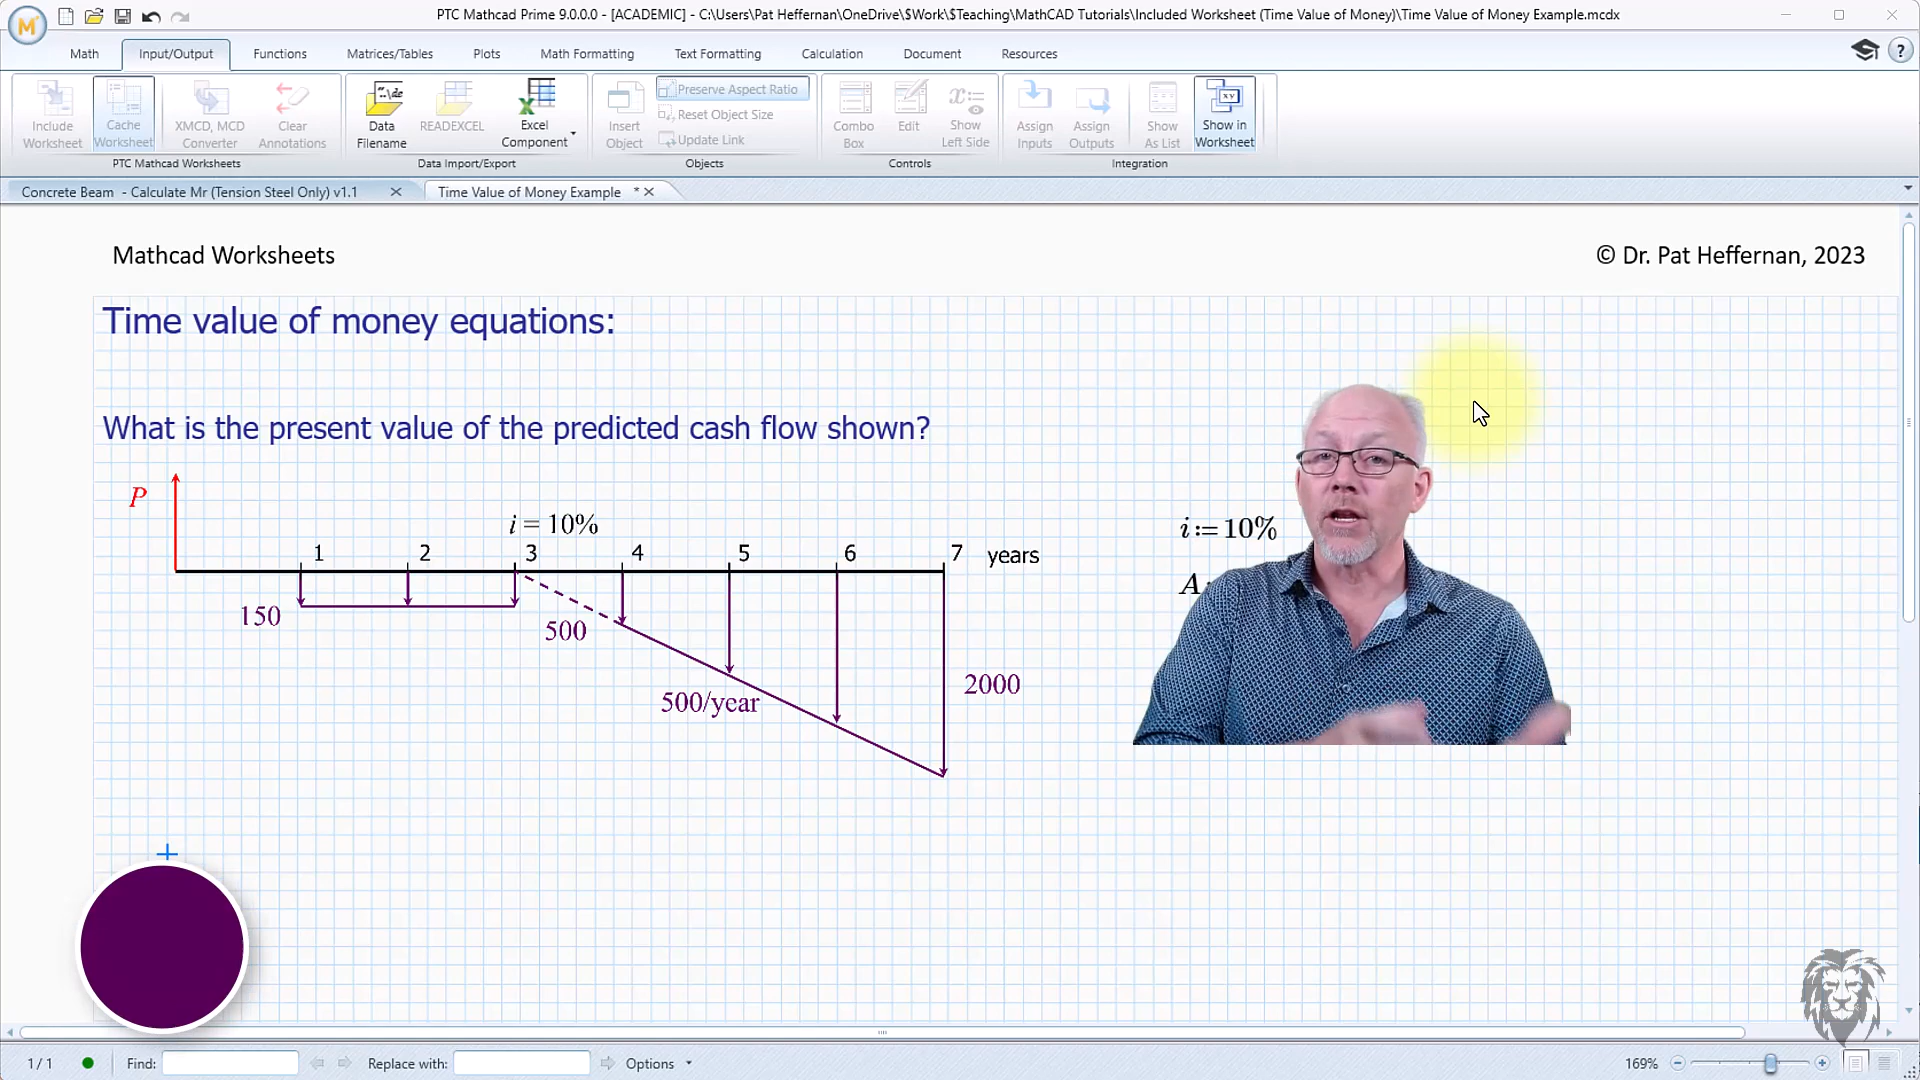 PTC Mathcad Prime 9.0.0.0 - [ACADEMIC] - C:\Users\Pat Heffernan\OneDrive\$Work\$Teaching\MathCAD Tutorials\Included Worksheet (Time Value of Money)\Time Value of Money Example.mcdx
Math Input/Output Functions Matrices/Tables Plots Math Formatting Text Formatting Calculation Document Resources
Include Worksheet
Cache Worksheet
XMCD, MCD Converter
Clear Annotations
PTC Mathcad Worksheets
Data Filename
READEXCEL
Excel Component
Data Import/Export
Insert Object
Preserve Aspect Ratio
Reset Object Size
Update Link
Objects
Combo Box
Edit
Show Left Side
Controls
Assign Inputs
Assign Outputs
Show As List
Show in Worksheet
Integration
Concrete Beam - Calculate Mr (Tension Steel Only) v1.1
Time Value of Money Example *
Mathcad Worksheets
© Dr. Pat Heffernan, 2023
Time value of money equations:
What is the present value of the predicted cash flow shown?
P
i = 10%
1 2 3 4 5 6 7 years
150
500
500/year
2000
i := 10%
A
1 / 1
Find:
Replace with:
Options
169%